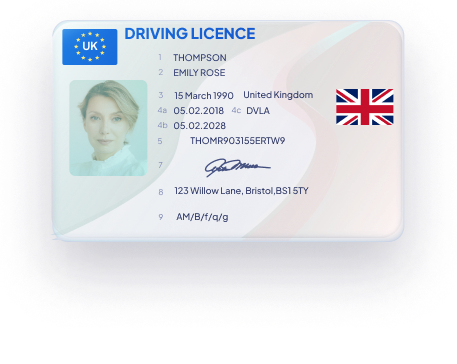 DRIVING LICENCE
UK
1 THOMPSON
2 EMILY ROSE
3 15 March 1990 United Kingdom
4a 05.02.2018 4c DVLA
4b 05.02.2028
5 THOMR903155ERTW9
7
8 123 Willow Lane, Bristol,BS1 5TY
9 AM/B/f/q/g